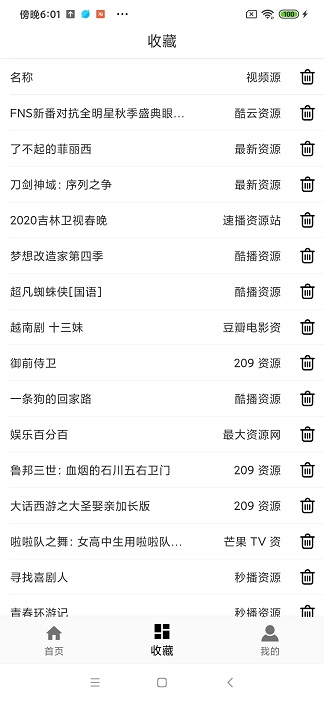 傍晚6:01
100
收藏
名称 视频源
FNS新番对抗全明星秋季盛典眼... 酷云资源
了不起的菲丽西 最新资源
刀剑神域：序列之争 最新资源
2020吉林卫视春晚 速播资源站
梦想改造家第四季 酷播资源
超凡蜘蛛侠[国语] 酷播资源
越南剧 十三妹 豆瓣电影资
御前侍卫 209 资源
一条狗的回家路 酷播资源
娱乐百分百 最大资源网
鲁邦三世：血烟的石川五右卫门 209 资源
大话西游之大圣娶亲加长版 209 资源
啦啦队之舞：女高中生用啦啦队... 芒果 TV 资
寻找喜剧人 秒播资源
青春环游记 秒播资源
首页 收藏 我的